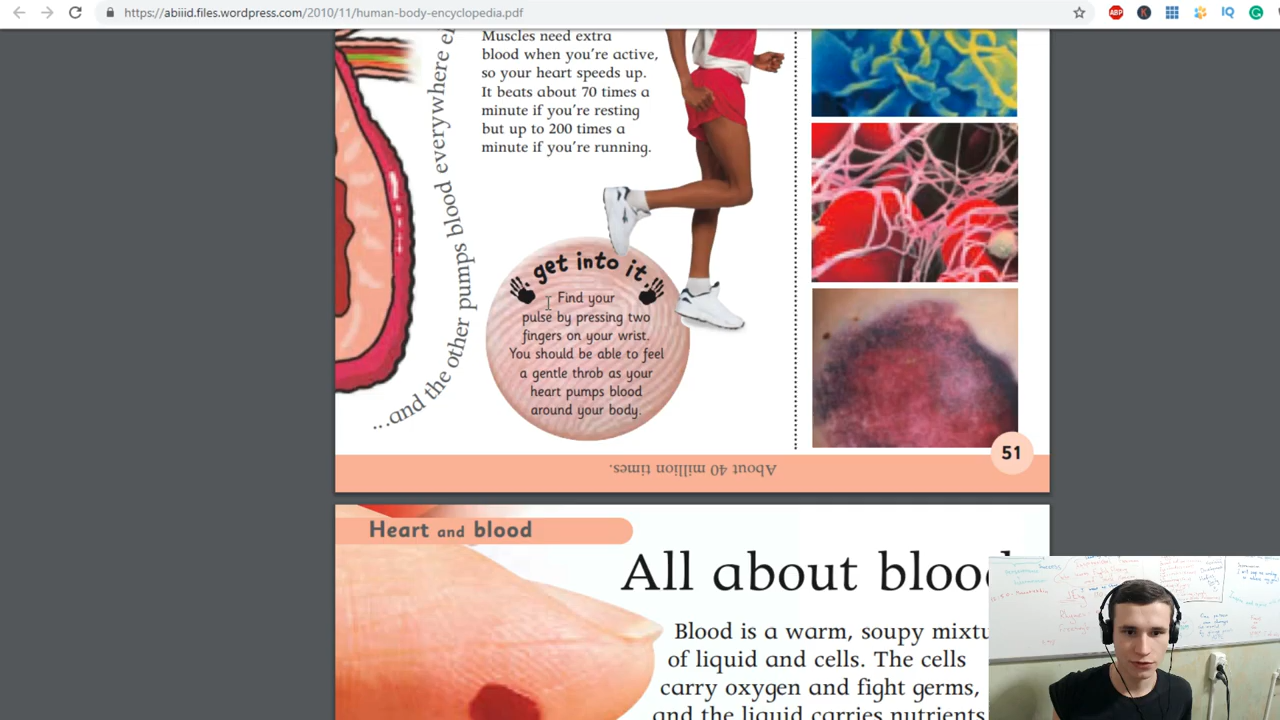 https://abiiid.files.wordpress.com/2010/11/human-body-encyclopedia.pdf
ABP
K
IQ
G
Muscles need extra
blood when you're active,
so your heart speeds up.
It beats about 70 times a
minute if you're resting
but up to 200 times a
minute if you're running.
...and the other pumps blood everywhere
get into it
Find your
pulse by pressing two
fingers on your wrist.
You should be able to feel
a gentle throb as your
heart pumps blood
around your body.
51
About 40 million times.
Heart and blood
All about bloo
Blood is a warm, soupy mixtu
of liquid and cells. The cells
carry oxygen and fight germs,
and the liquid carries nutrients